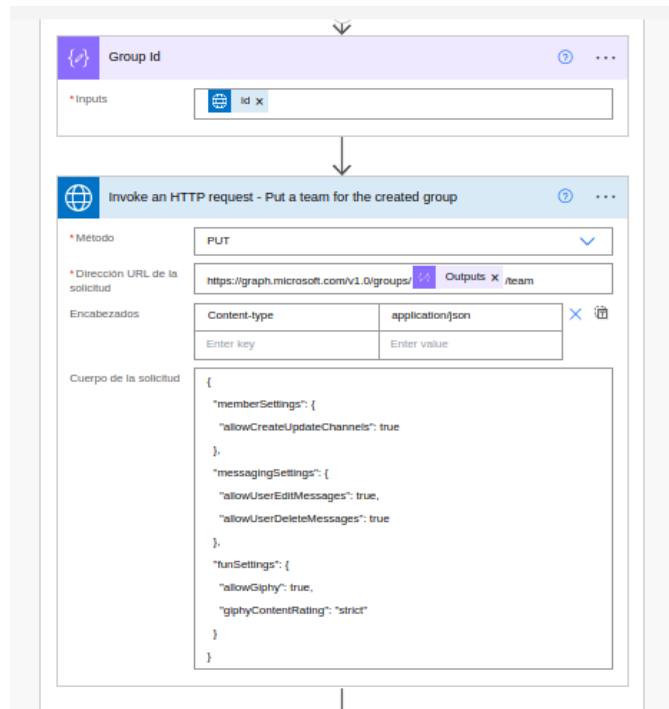 Group Id
*Inputs
Id ×
Invoke an HTTP request - Put a team for the created group
*Método
PUT
*Dirección URL de la solicitud
https://graph.microsoft.com/v1.0/groups/ Outputs × /team
Encabezados
Content-type application/json
Enter key Enter value
Cuerpo de la solicitud
{
"memberSettings": {
"allowCreateUpdateChannels": true
},
"messagingSettings": {
"allowUserEditMessages": true,
"allowUserDeleteMessages": true
},
"funSettings": {
"allowGiphy": true,
"giphyContentRating": "strict"
}
}